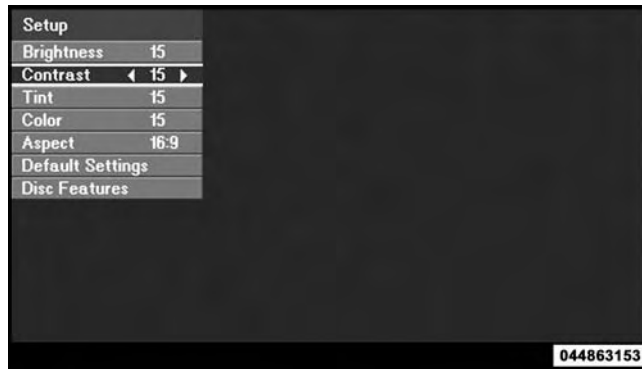 Setup
Brightness 15
Contrast ◀ 15 ▶
Tint 15
Color 15
Aspect 16:9
Default Settings
Disc Features
044863153